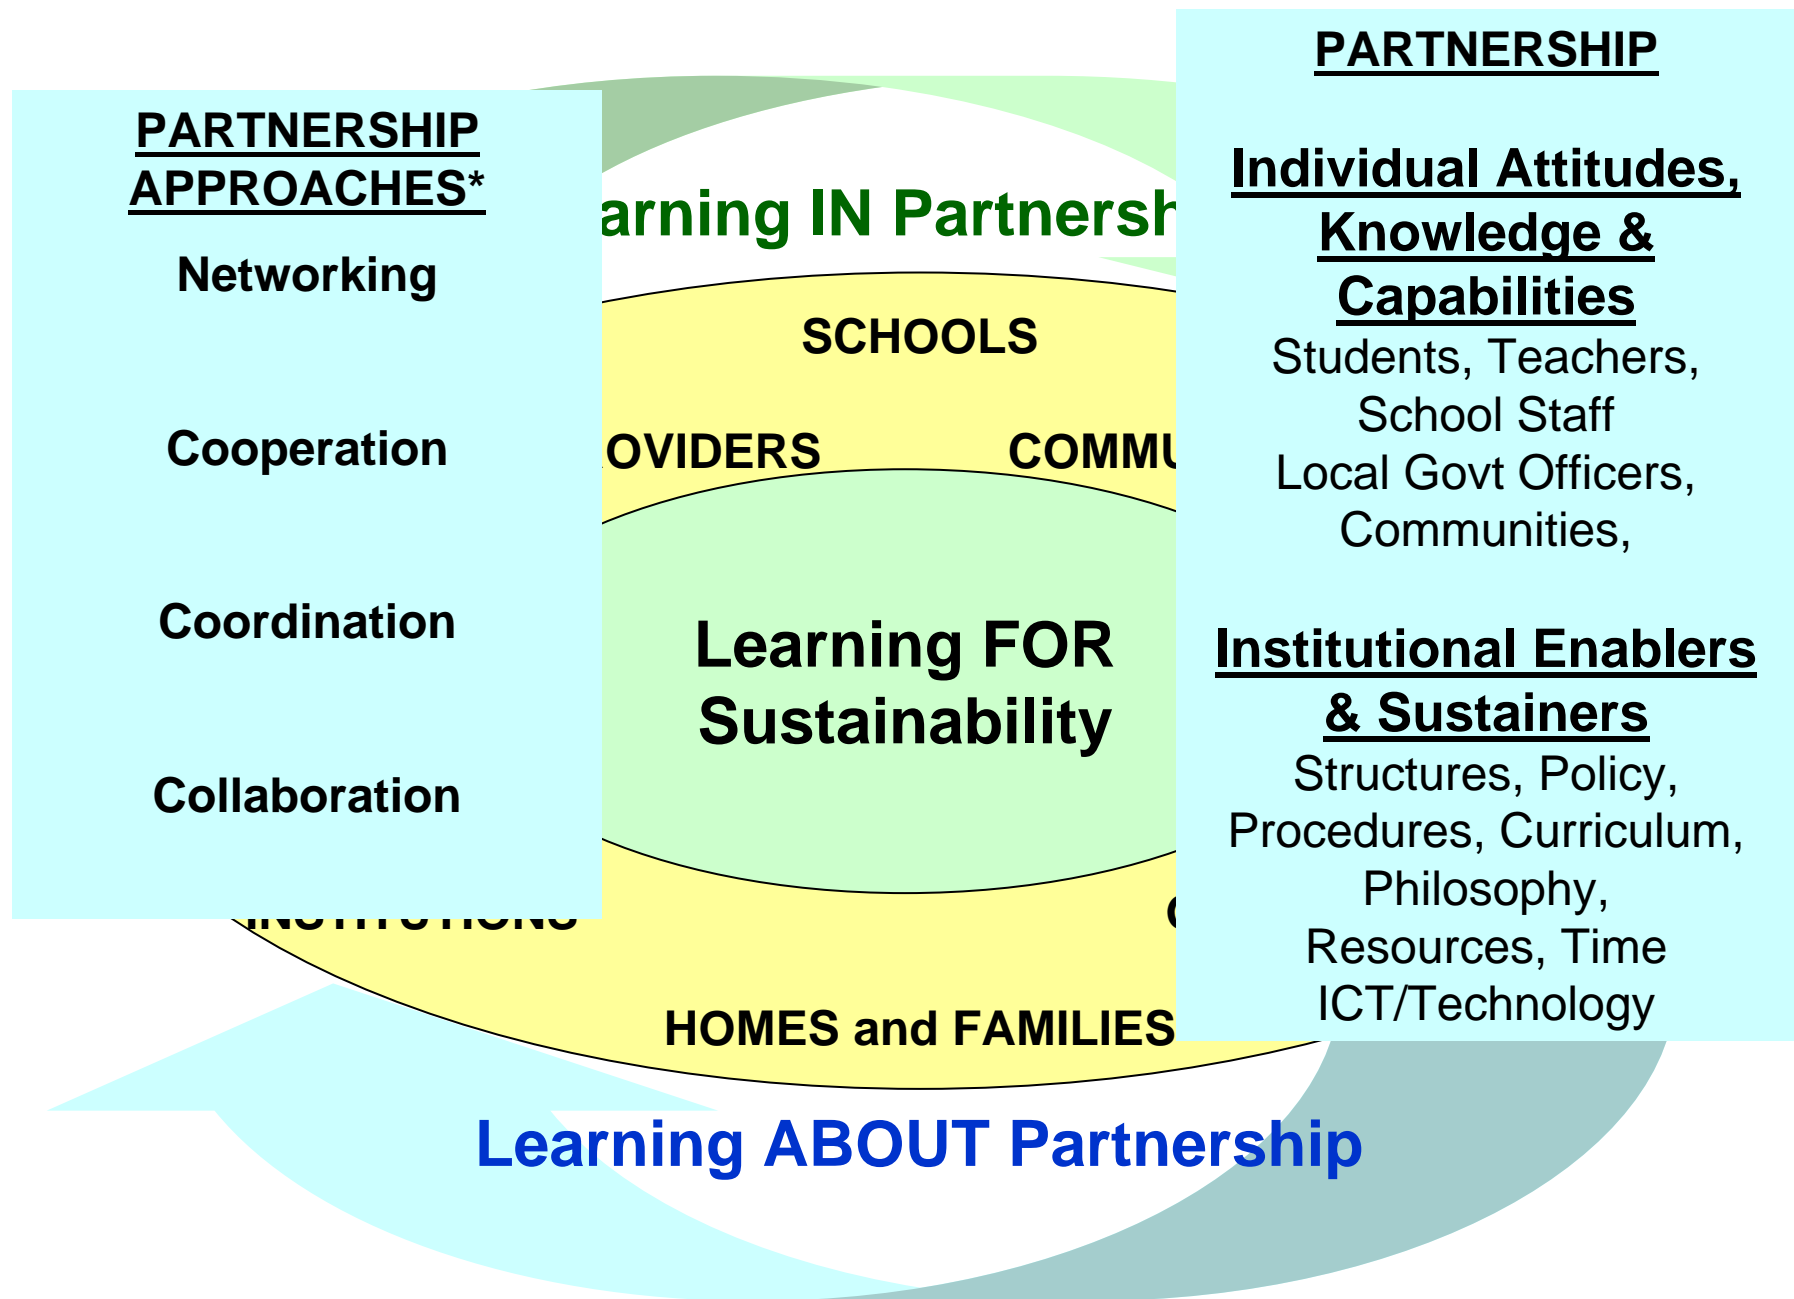 PARTNERSHIP
APPROACHES*
Networking
Cooperation
Coordination
Collaboration
arning IN Partnersh
SCHOOLS
OVIDERS
COMMU
Learning FOR
Sustainability
INSTITUTIONS
HOMES and FAMILIES
Learning ABOUT Partnership
PARTNERSHIP
Individual Attitudes,
Knowledge &
Capabilities
Students, Teachers,
School Staff
Local Govt Officers,
Communities,
Institutional Enablers
& Sustainers
Structures, Policy,
Procedures, Curriculum,
Philosophy,
Resources, Time
ICT/Technology